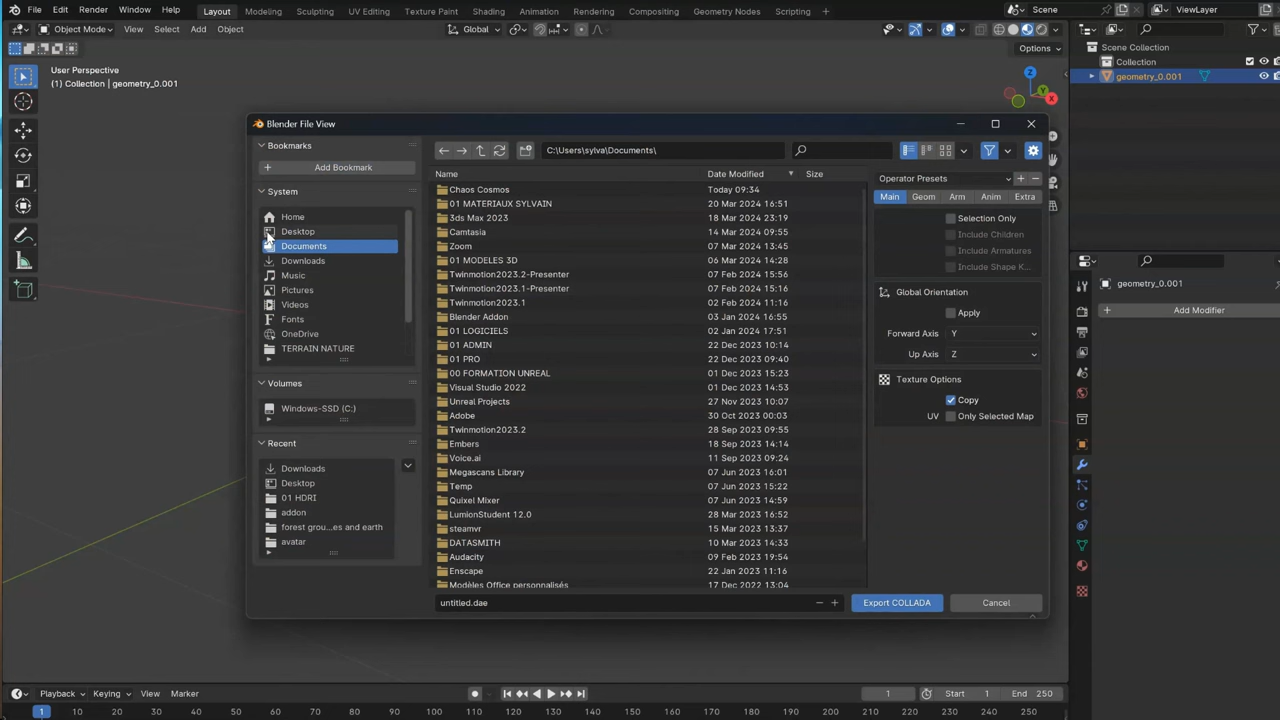 File Edit Render Window Help Layout Modeling Sculpting UV Editing Texture Paint Shading Animation Rendering Compositing Geometry Nodes Scripting + Scene ViewLayer
Object Mode View Select Add Object Global
Options
User Perspective
(1) Collection | geometry_0.001
Z
Y
X
Scene Collection
Collection
geometry_0.001
geometry_0.001
+ Add Modifier
Blender File View
Bookmarks
+ Add Bookmark
System
Home
Desktop
Documents
Downloads
Music
Pictures
Videos
Fonts
OneDrive
TERRAIN NATURE
Volumes
Windows-SSD (C:)
Recent
Downloads
Desktop
01 HDRI
addon
forest grou...es and earth
avatar
C:\Users\sylva\Documents\
Name Date Modified Size
Chaos Cosmos Today 09:34
01 MATERIAUX SYLVAIN 20 Mar 2024 16:51
3ds Max 2023 18 Mar 2024 23:19
Camtasia 14 Mar 2024 15:42
Zoom 07 Mar 2024 13:45
01 MODELES 3D 06 Mar 2024 14:28
Twinmotion2023.2-Presenter 07 Feb 2024 15:56
Twinmotion2023.1-Presenter 07 Feb 2024 15:16
Twinmotion2023.1 02 Feb 2024 11:16
Blender Addon 03 Jan 2024 16:55
01 LOGICIELS 02 Jan 2024 17:51
01 ADMIN 22 Dec 2023 10:14
01 PRO 22 Dec 2023 09:40
00 FORMATION UNREAL 01 Dec 2023 15:23
Visual Studio 2022 01 Dec 2023 14:53
Unreal Projects 27 Nov 2023 10:07
Adobe 30 Oct 2023 00:03
Twinmotion2023.2 28 Sep 2023 09:55
Embers 18 Sep 2023 14:14
Voice.ai 11 Sep 2023 09:24
Megascans Library 07 Jun 2023 16:01
Temp 07 Jun 2023 15:22
Quixel Mixer 07 Jun 2023 14:59
LumionStudent 12.0 28 Mar 2023 16:52
steamvr 15 Mar 2023 13:37
DATASMITH 10 Mar 2023 14:33
Audacity 09 Feb 2023 19:54
Enscape 22 Jan 2023 11:16
Modèles Office personnalisés 17 Dec 2022 13:04
untitled.dae
Export COLLADA
Cancel
Operator Presets
Main Geom Arm Anim Extra
Selection Only
Include Children
Include Armatures
Include Shape K...
Global Orientation
Apply
Forward Axis Y
Up Axis Z
Texture Options
Copy
UV Only Selected Map
Playback Keying View Marker 1 Start 1 End 250
1 10 20 30 40 50 60 70 80 90 100 110 120 130 140 150 160 170 180 190 200 210 220 230 240 250